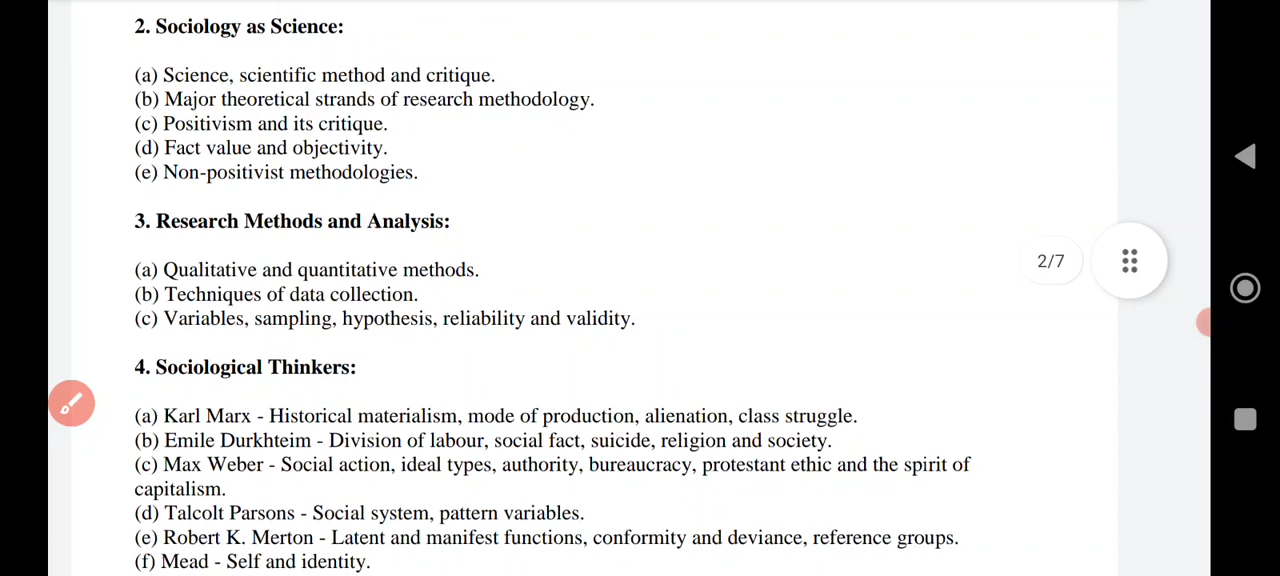 2. Sociology as Science:
(a) Science, scientific method and critique.
(b) Major theoretical strands of research methodology.
(c) Positivism and its critique.
(d) Fact value and objectivity.
(e) Non-positivist methodologies.
3. Research Methods and Analysis:
(a) Qualitative and quantitative methods.
2/7
(b) Techniques of data collection.
(c) Variables, sampling, hypothesis, reliability and validity.
4. Sociological Thinkers:
(a) Karl Marx - Historical materialism, mode of production, alienation, class struggle.
(b) Emile Durkhteim - Division of labour, social fact, suicide, religion and society.
(c) Max Weber - Social action, ideal types, authority, bureaucracy, protestant ethic and the spirit of
capitalism.
(d) Talcolt Parsons - Social system, pattern variables.
(e) Robert K. Merton - Latent and manifest functions, conformity and deviance, reference groups.
(f) Mead - Self and identity.